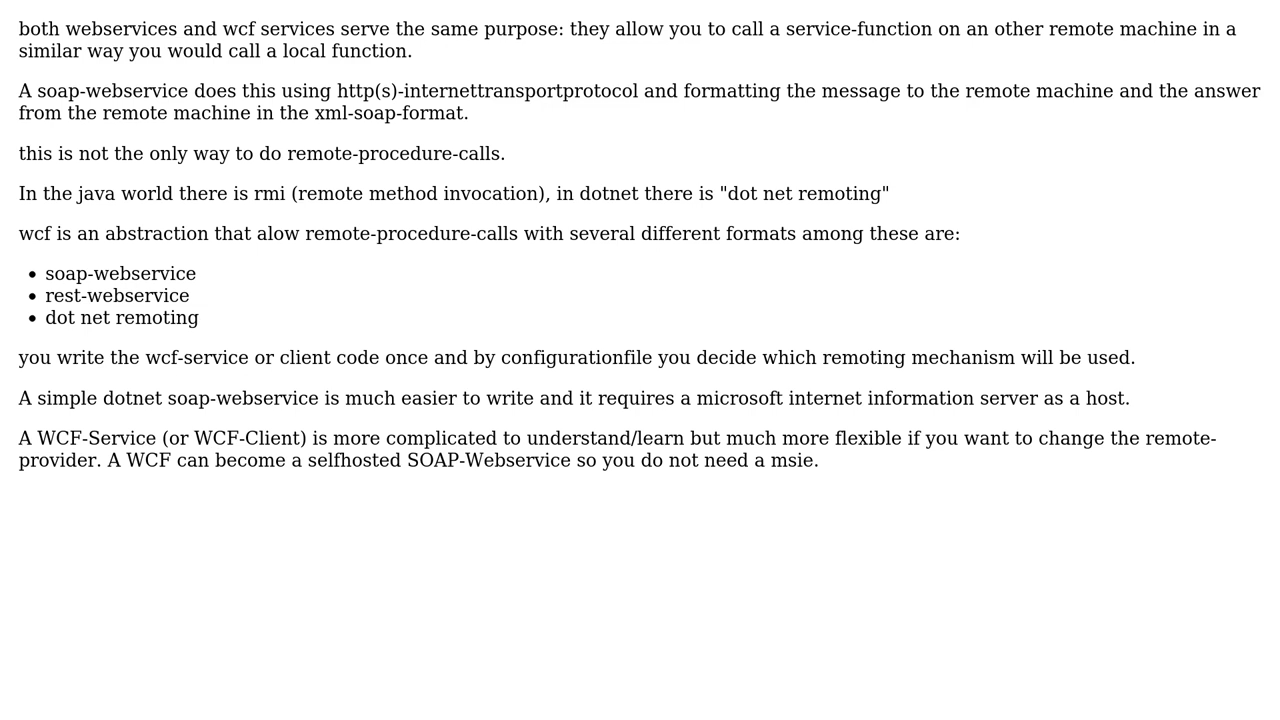 both webservices and wcf services serve the same purpose: they allow you to call a service-function on an other remote machine in a
similar way you would call a local function.
A soap-webservice does this using http(s)-internettransportprotocol and formatting the message to the remote machine and the answer
from the remote machine in the xml-soap-format.
this is not the only way to do remote-procedure-calls.
In the java world there is rmi (remote method invocation), in dotnet there is "dot net remoting"
wcf is an abstraction that alow remote-procedure-calls with several different formats among these are:
• soap-webservice
• rest-webservice
• dot net remoting
you write the wcf-service or client code once and by configurationfile you decide which remoting mechanism will be used.
A simple dotnet soap-webservice is much easier to write and it requires a microsoft internet information server as a host.
A WCF-Service (or WCF-Client) is more complicated to understand/learn but much more flexible if you want to change the remote-
provider. A WCF can become a selfhosted SOAP-Webservice so you do not need a msie.